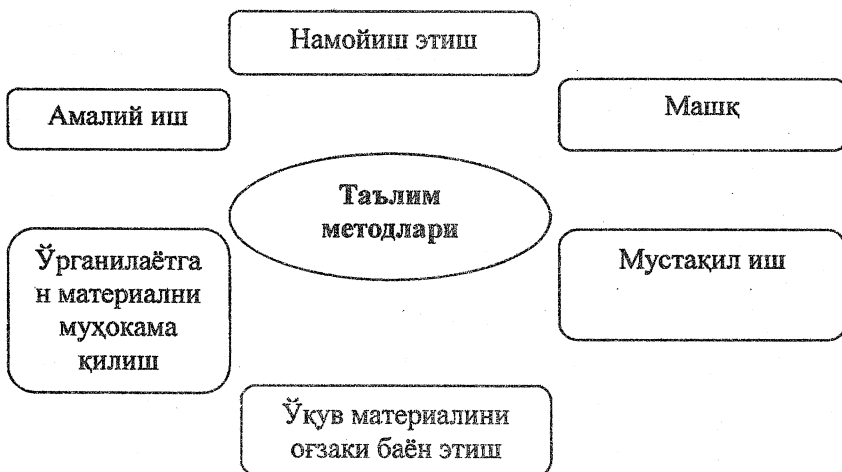 Намойиш этиш
Амалий иш
Машқ
Таълим
методлари
Ўрганилаётга
н материални
муҳокама
қилиш
Мустақил иш
Ўқув материалини
оғзаки баён этиш